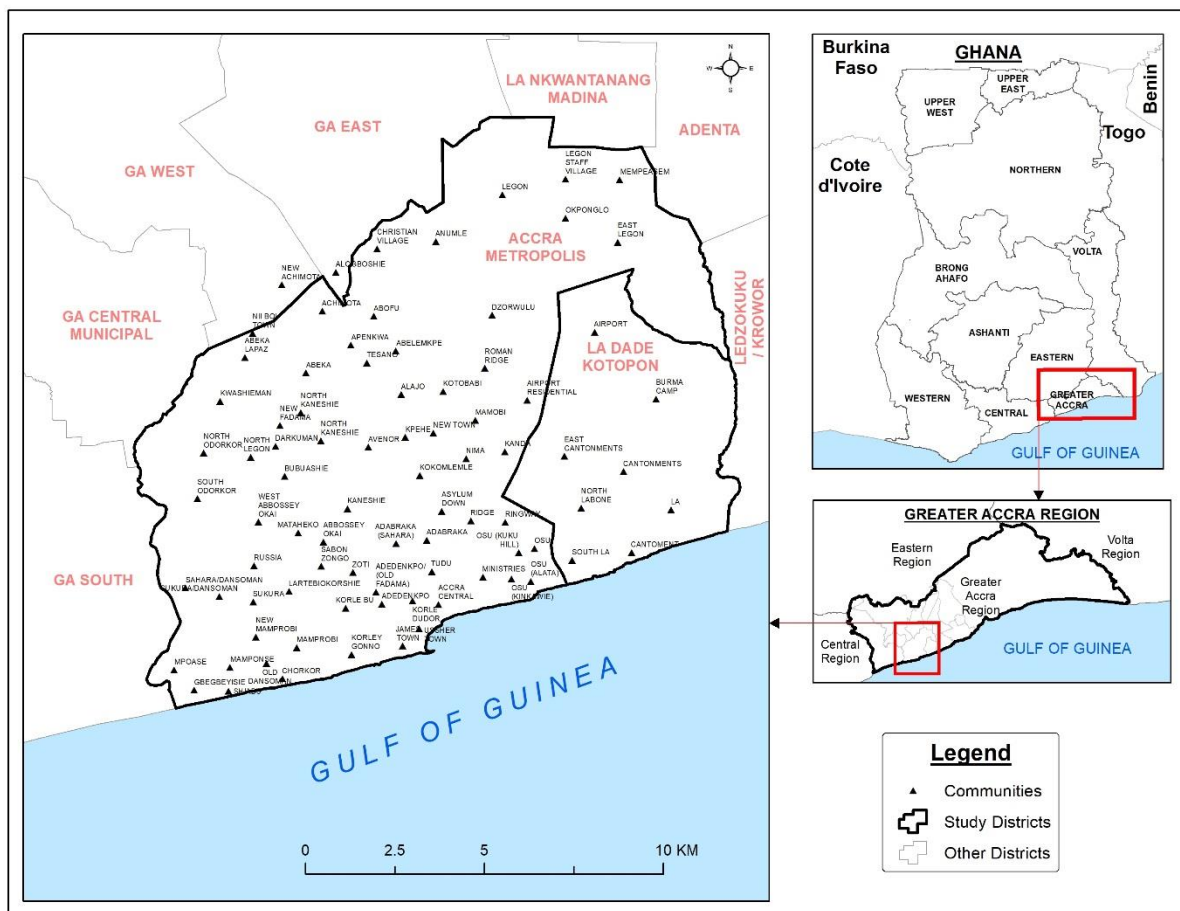 N
W
E
S
LA NKWANTANANG
MADINA
GA EAST
ADENTA
GA WEST
LEGON
STAFF
VILLAGE
MEMPEASEM
LEGON
OKPONGLO
CHRISTIAN
VILLAGE
ANUMLE
EAST
LEGON
ACCRA
METROPOLIS
NEW
ACHIMOTA
ALOGBOSHIE
LEDZOKUKU
/ KROWOR
GA CENTRAL
MUNICIPAL
ACHIMOTA
ABOFU
DZORWULU
NII BOI
TOWN
AIRPORT
ABEKA
LAPAZ
APENKWA
ABELEMKPE
TESANO
ROMAN
RIDGE
LA DADE
KOTOPON
ABEKA
ALAJO
KOTOBABI
AIRPORT
RESIDENTIAL
BURMA
CAMP
KWASHIEMAN
NORTH
KANESHIE
NEW
FADAMA
MAMOBI
NORTH
ODORKOR
NORTH
LEGON
DARKUMAN
NORTH
KANESHIE
AVENOR
KPEHE
NEW TOWN
KANDA
EAST
CANTONMENTS
NIMA
BUBUASHIE
KOKOMLEMLE
CANTONMENTS
SOUTH
ODORKOR
WEST
ABBOSSEY
OKAI
KANESHIE
ASYLUM
DOWN
NORTH
LABONE
LA
RIDGE
RINGWAY
MATAHEKO
ABBOSSEY
OKAI
ADABRAKA
(SAHARA)
ADABRAKA
OSU (KUKU
HILL)
OSU
SOUTH LA
CANTOMENT
RUSSIA
SABON
ZONGO
ZOTI
ADEDENKPO/
(OLD
FADAMA)
TUDU
MINISTRIES
OSU
(ALATA)
OSU
(KINKAWIE)
GA SOUTH
SAHARA/DANSOMAN
SUKURA/DANSOMAN
SUKURA
LARTEBIOKORSHIE
KORLE BU
ADEDENKPO
ACCRA
CENTRAL
KORLE
DUDOR
NEW
MAMPROBI
MAMPROBI
KORLEY
GONNO
JAMES
TOWN
USSHER
TOWN
MPOASE
MAMPONSE
OLD
DANSOMAN
CHORKOR
GBEGBEYISIE
GULF OF GUINEA
0 2.5 5 10 KM
Burkina
Faso
GHANA
Benin
UPPER
EAST
UPPER
WEST
Togo
Cote
d'Ivoire
NORTHERN
VOLTA
BRONG
AHAFO
ASHANTI
EASTERN
GREATER
ACCRA
WESTERN
CENTRAL
GULF OF GUINEA
GREATER ACCRA REGION
Eastern
Region
Volta
Region
Greater
Accra
Region
Central
Region
GULF OF GUINEA
Legend
Communities
Study Districts
Other Districts